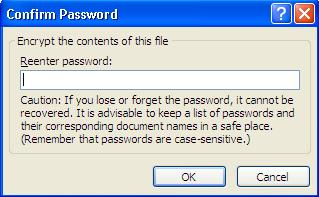 Confirm Password
Encrypt the contents of this file
Reenter password:
Caution: If you lose or forget the password, it cannot be
recovered. It is advisable to keep a list of passwords and
their corresponding document names in a safe place.
(Remember that passwords are case-sensitive.)
OK Cancel